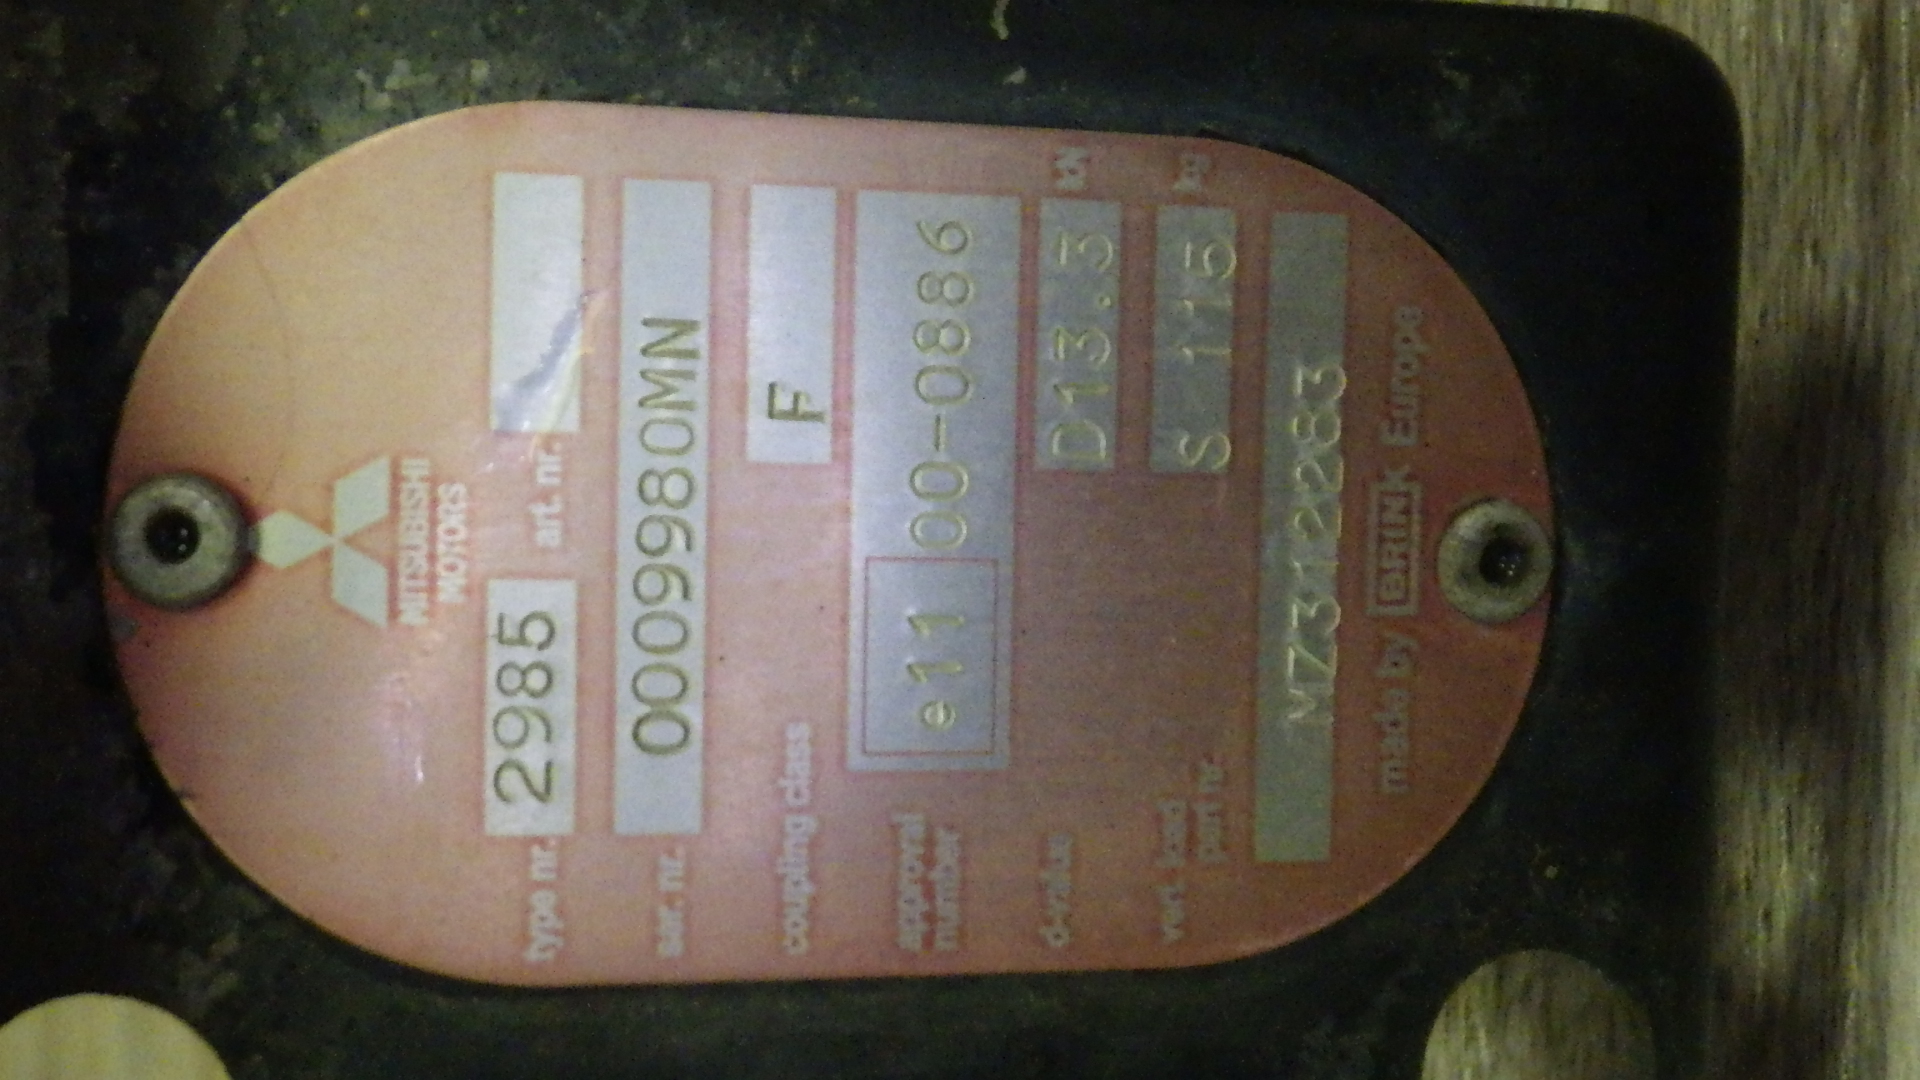 MITSUBISHI
MOTORS
type nr. 2985 art. nr.
ser. nr. 0009980MN
coupling class F
approval
number e11 00-0886
d-value D13.3 kN
vert. load S 115 kg
part nr. MZ312283
made by BRINK Europe